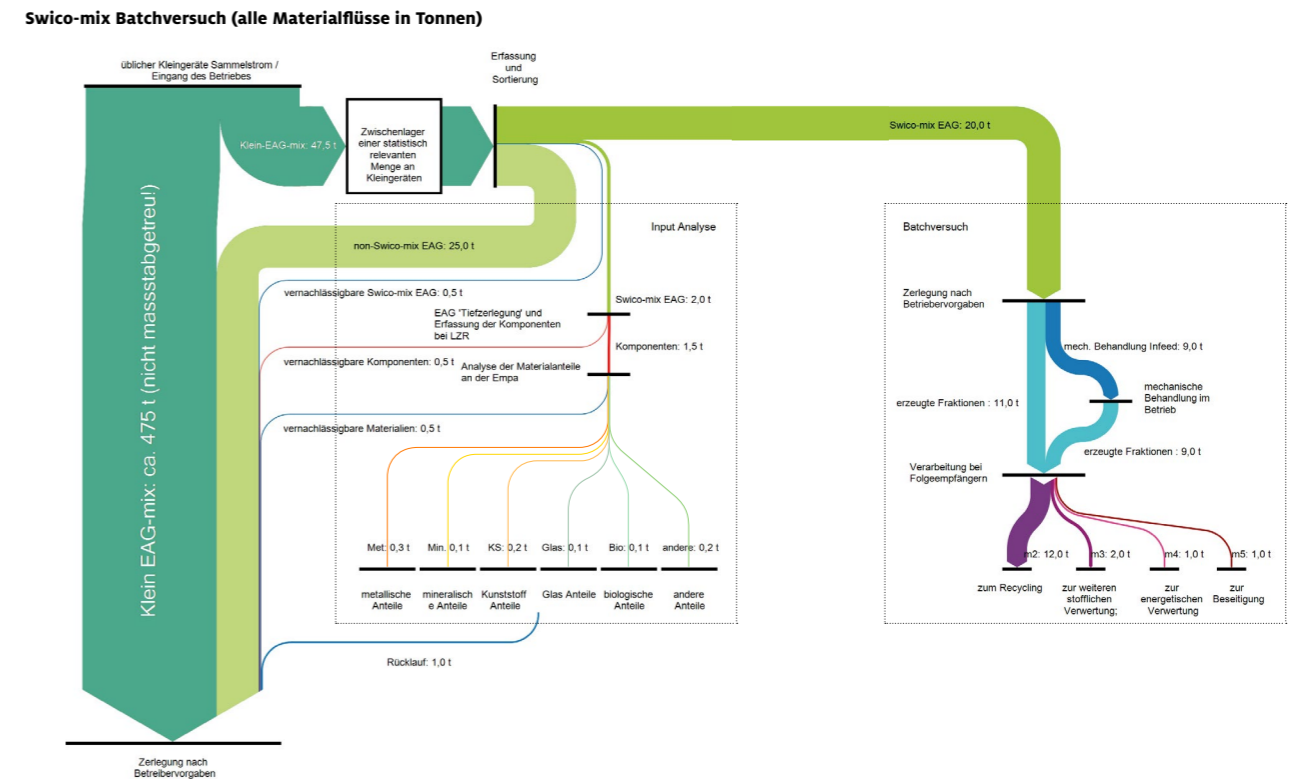 Swico-mix Batchversuch (alle Materialflüsse in Tonnen)
üblicher Kleingeräte Sammelstrom /
Eingang des Betriebes
Klein-EAG-mix: 47,5 t
Zwischenlager
einer statistisch
relevanten
Menge an
Kleingeräten
Erfassung
und
Sortierung
Swico-mix EAG: 20,0 t
Klein EAG-mix: ca. 475 t (nicht massstabgetreu!)
non-Swico-mix EAG: 25,0 t
vernachlässigbare Swico-mix EAG: 0,5 t
vernachlässigbare Komponenten: 0,5 t
vernachlässigbare Materialien: 0,5 t
Input Analyse
Swico-mix EAG: 2,0 t
EAG 'Tiefzerlegung' und
Erfassung der Komponenten
bei LZR
Komponenten: 1,5 t
Analyse der Materialanteile
an der Empa
Met: 0,3 t
Min. 0,1 t
KS: 0,2 t
Glas: 0,1 t
Bio: 0,1 t
andere: 0,2 t
metallische
Anteile
mineralisch
e Anteile
Kunststoff
Anteile
Glas Anteile
biologische
Anteile
andere
Anteile
Rücklauf: 1,0 t
Zerlegung nach
Betreibervorgaben
Batchversuch
Zerlegung nach
Betriebervorgaben
mech. Behandlung Infeed: 9,0 t
erzeugte Fraktionen : 11,0 t
mechanische
Behandlung im
Betrieb
erzeugte Fraktionen : 9,0 t
Verarbeitung bei
Folgeempfängern
m2: 12,0 t
m3: 2,0 t
m4: 1,0 t
m5: 1,0 t
zum Recycling
zur weiteren
stofflichen
Verwertung;
zur
energetischen
Verwertung
zur
Beseitigung